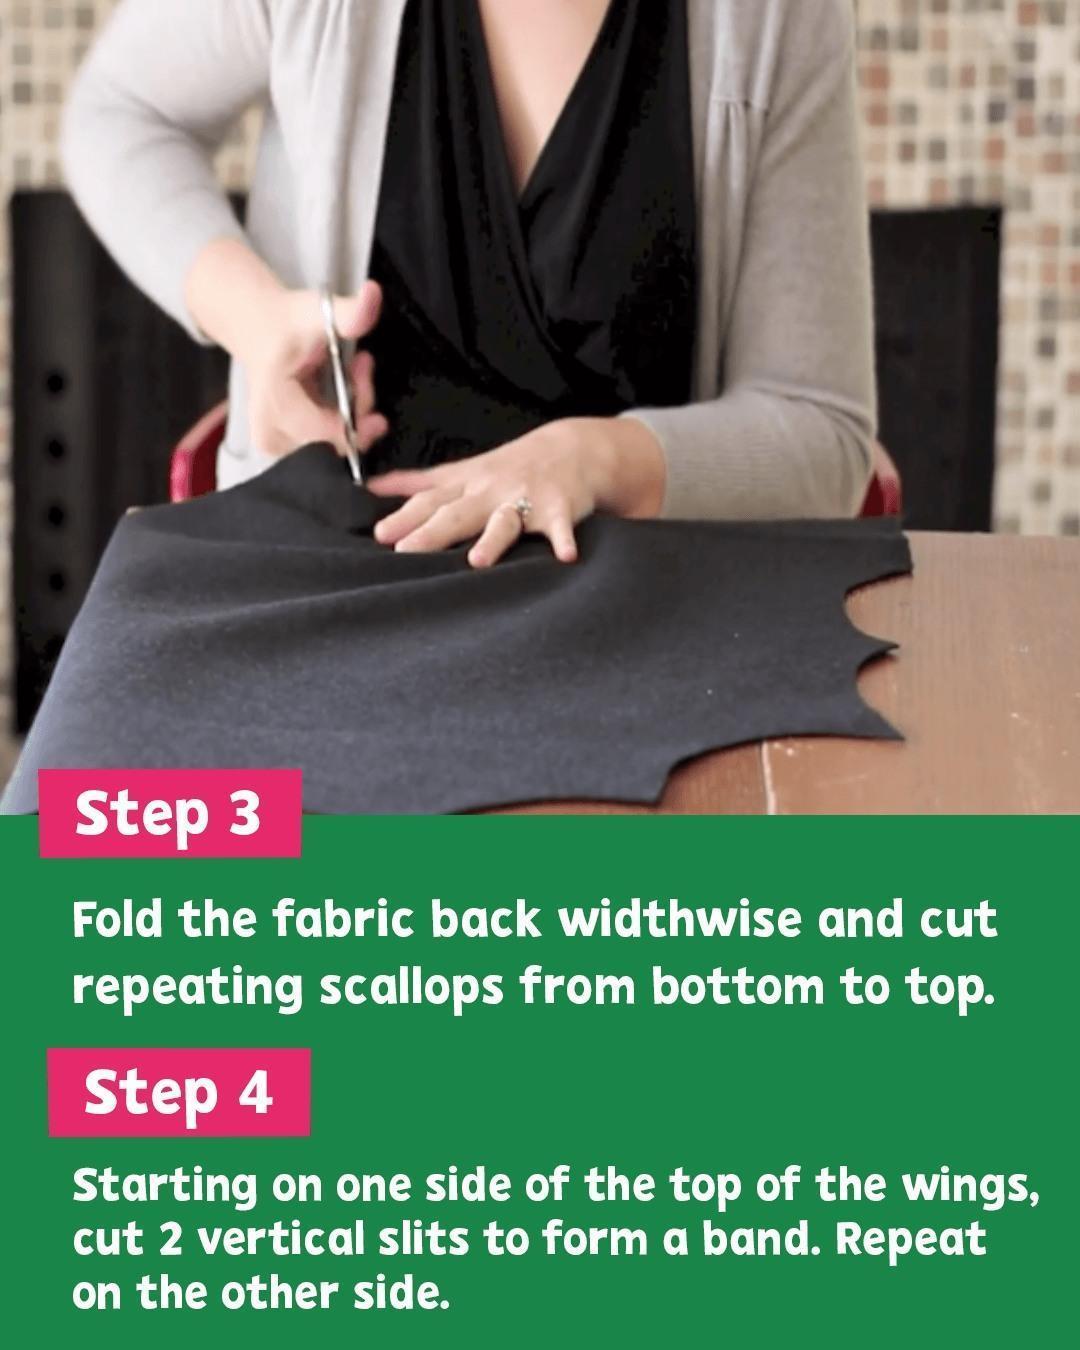 Step 3
Fold the fabric back widthwise and cut
repeating scallops from bottom to top.
Step 4
Starting on one side of the top of the wings,
cut 2 vertical slits to form a band. Repeat
on the other side.